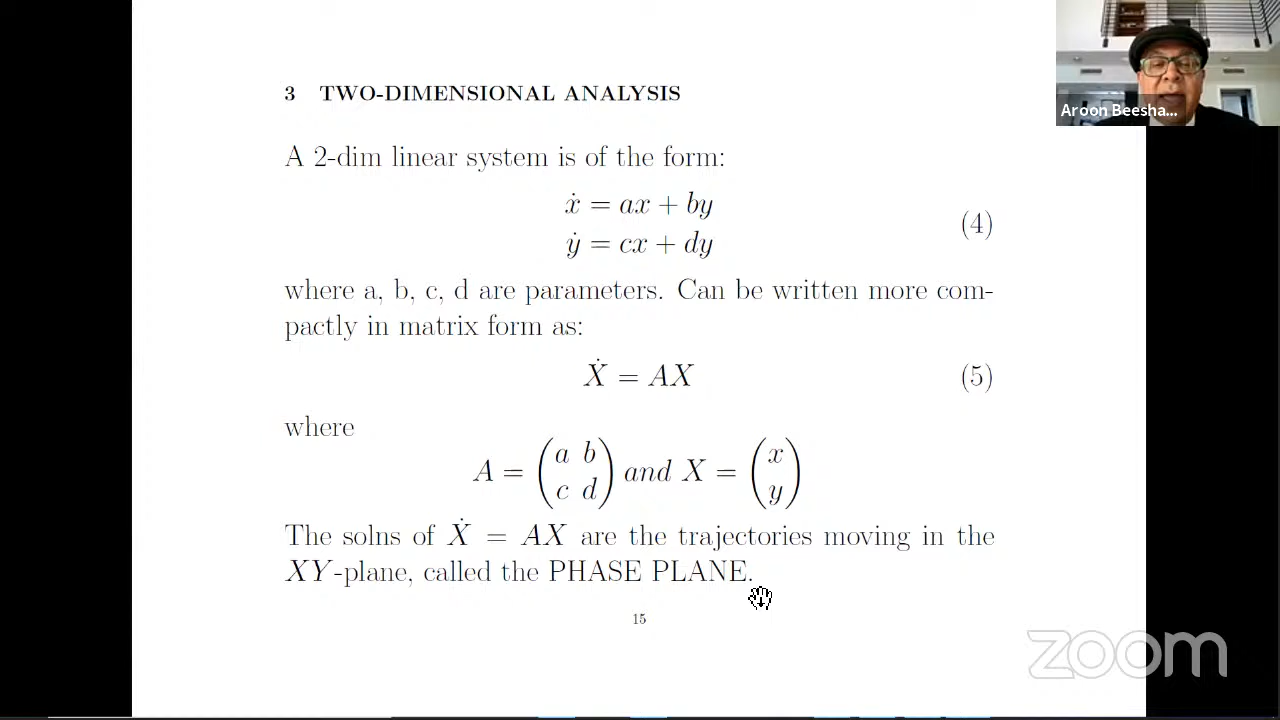 3 TWO-DIMENSIONAL ANALYSIS
A 2-dim linear system is of the form:
ẋ = ax + by
ẏ = cx + dy
(4)
where a, b, c, d are parameters. Can be written more com-
pactly in matrix form as:
Ẋ = AX (5)
where
A = (a b
c d) and X = (x
y)
The solns of Ẋ = AX are the trajectories moving in the
XY-plane, called the PHASE PLANE.
15
Aroon Beesha...
zoom